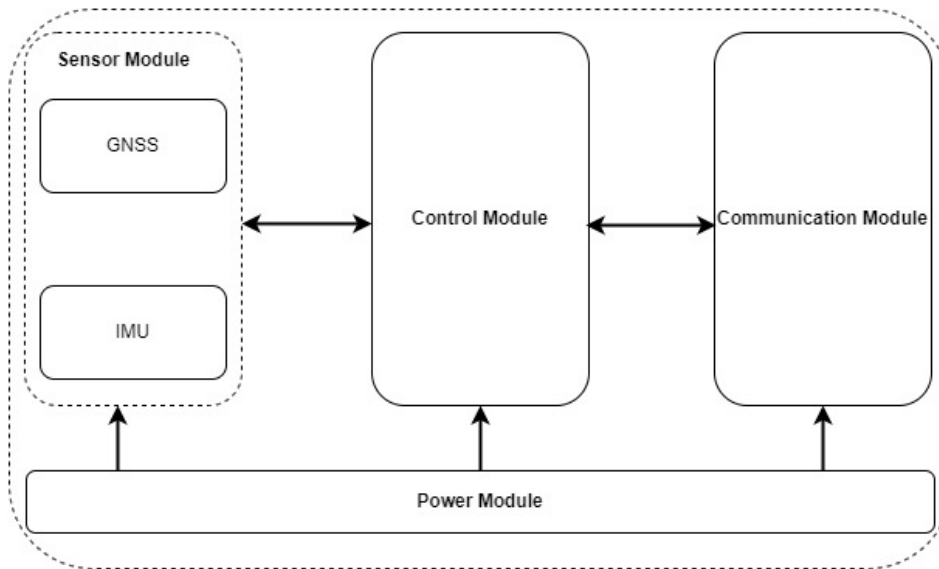 Sensor Module
GNSS
IMU
Control Module
Communication Module
Power Module